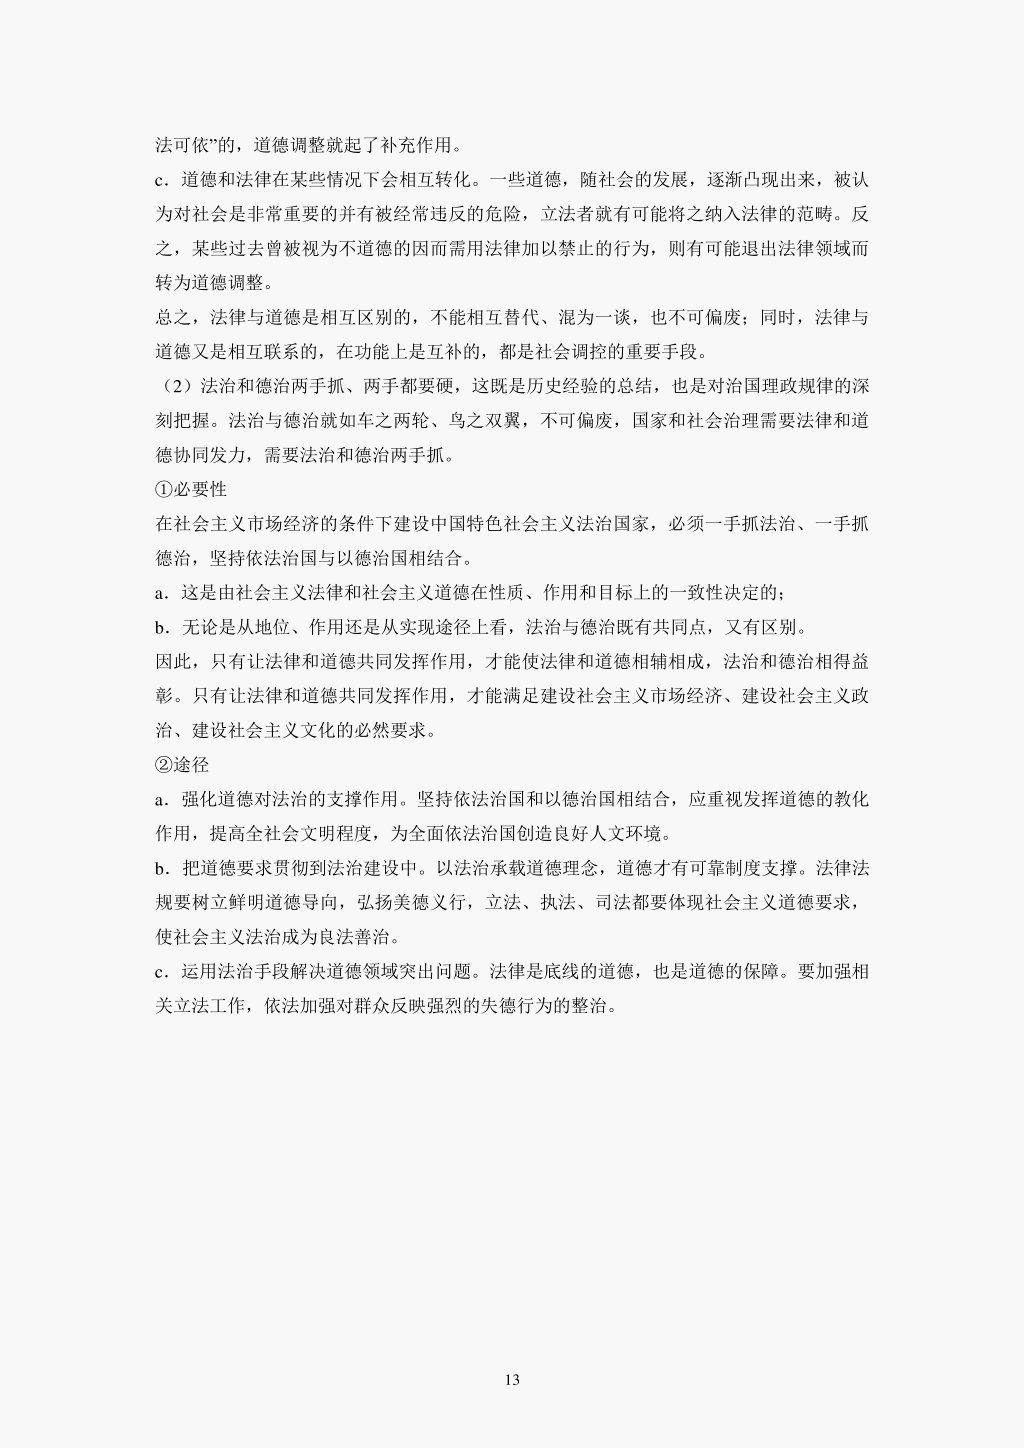 法可依”的，道德调整就起了补充作用。
c．道德和法律在某些情况下会相互转化。一些道德，随社会的发展，逐渐凸现出来，被认
为对社会是非常重要的并有被经常违反的危险，立法者就有可能将之纳入法律的范畴。反
之，某些过去曾被视为不道德的因而需用法律加以禁止的行为，则有可能退出法律领域而
转为道德调整。
总之，法律与道德是相互区别的，不能相互替代、混为一谈，也不可偏废；同时，法律与
道德又是相互联系的，在功能上是互补的，都是社会调控的重要手段。
（2）法治和德治两手抓、两手都要硬，这既是历史经验的总结，也是对治国理政规律的深
刻把握。法治与德治就如车之两轮、鸟之双翼，不可偏废，国家和社会治理需要法律和道
德协同发力，需要法治和德治两手抓。
①必要性
在社会主义市场经济的条件下建设中国特色社会主义法治国家，必须一手抓法治、一手抓
德治，坚持依法治国与以德治国相结合。
a．这是由社会主义法律和社会主义道德在性质、作用和目标上的一致性决定的；
b．无论是从地位、作用还是从实现途径上看，法治与德治既有共同点，又有区别。
因此，只有让法律和道德共同发挥作用，才能使法律和道德相辅相成，法治和德治相得益
彰。只有让法律和道德共同发挥作用，才能满足建设社会主义市场经济、建设社会主义政
治、建设社会主义文化的必然要求。
②途径
a．强化道德对法治的支撑作用。坚持依法治国和以德治国相结合，应重视发挥道德的教化
作用，提高全社会文明程度，为全面依法治国创造良好人文环境。
b．把道德要求贯彻到法治建设中。以法治承载道德理念，道德才有可靠制度支撑。法律法
规要树立鲜明道德导向，弘扬美德义行，立法、执法、司法都要体现社会主义道德要求，
使社会主义法治成为良法善治。
c．运用法治手段解决道德领域突出问题。法律是底线的道德，也是道德的保障。要加强相
关立法工作，依法加强对群众反映强烈的失德行为的整治。
13